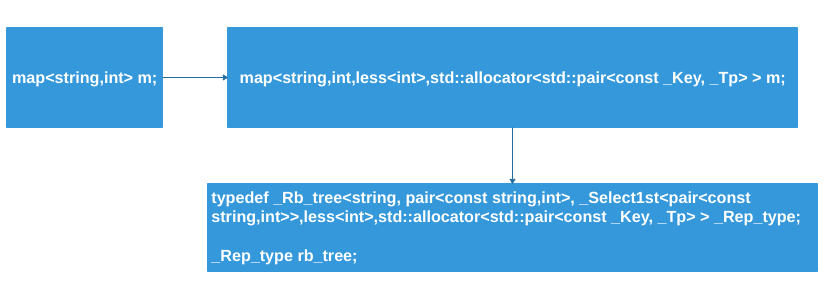 map<string,int> m;
map<string,int,less<int>,std::allocator<std::pair<const _Key, _Tp> > m;
typedef _Rb_tree<string, pair<const string,int>, _Select1st<pair<const
string,int>>,less<int>,std::allocator<std::pair<const _Key, _Tp> > _Rep_type;
_Rep_type rb_tree;